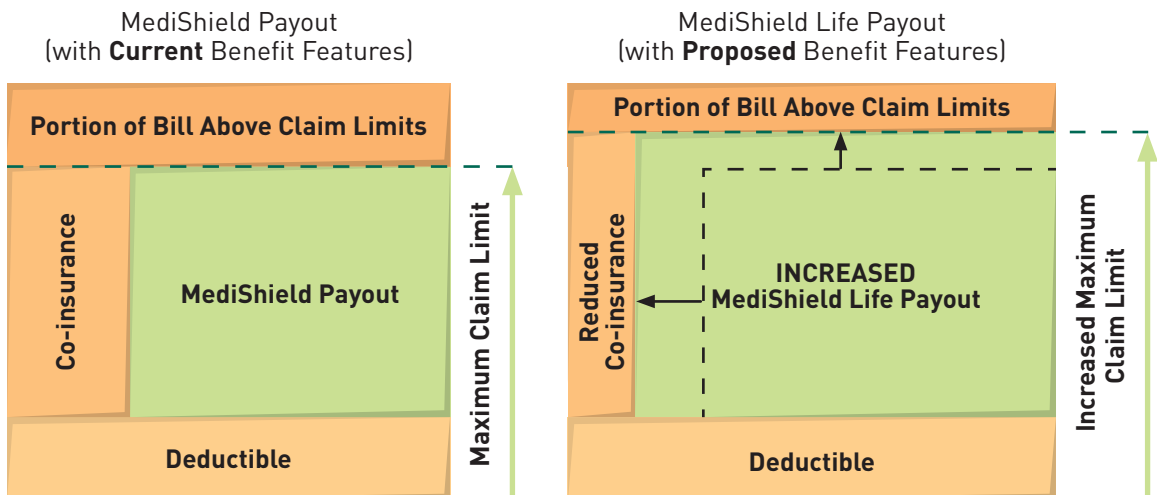 MediShield Payout
(with Current Benefit Features)
Portion of Bill Above Claim Limits
Co-insurance
MediShield Payout
Maximum Claim Limit
Deductible
MediShield Life Payout
(with Proposed Benefit Features)
Portion of Bill Above Claim Limits
Reduced
Co-insurance
INCREASED
MediShield Life Payout
Increased Maximum
Claim Limit
Deductible